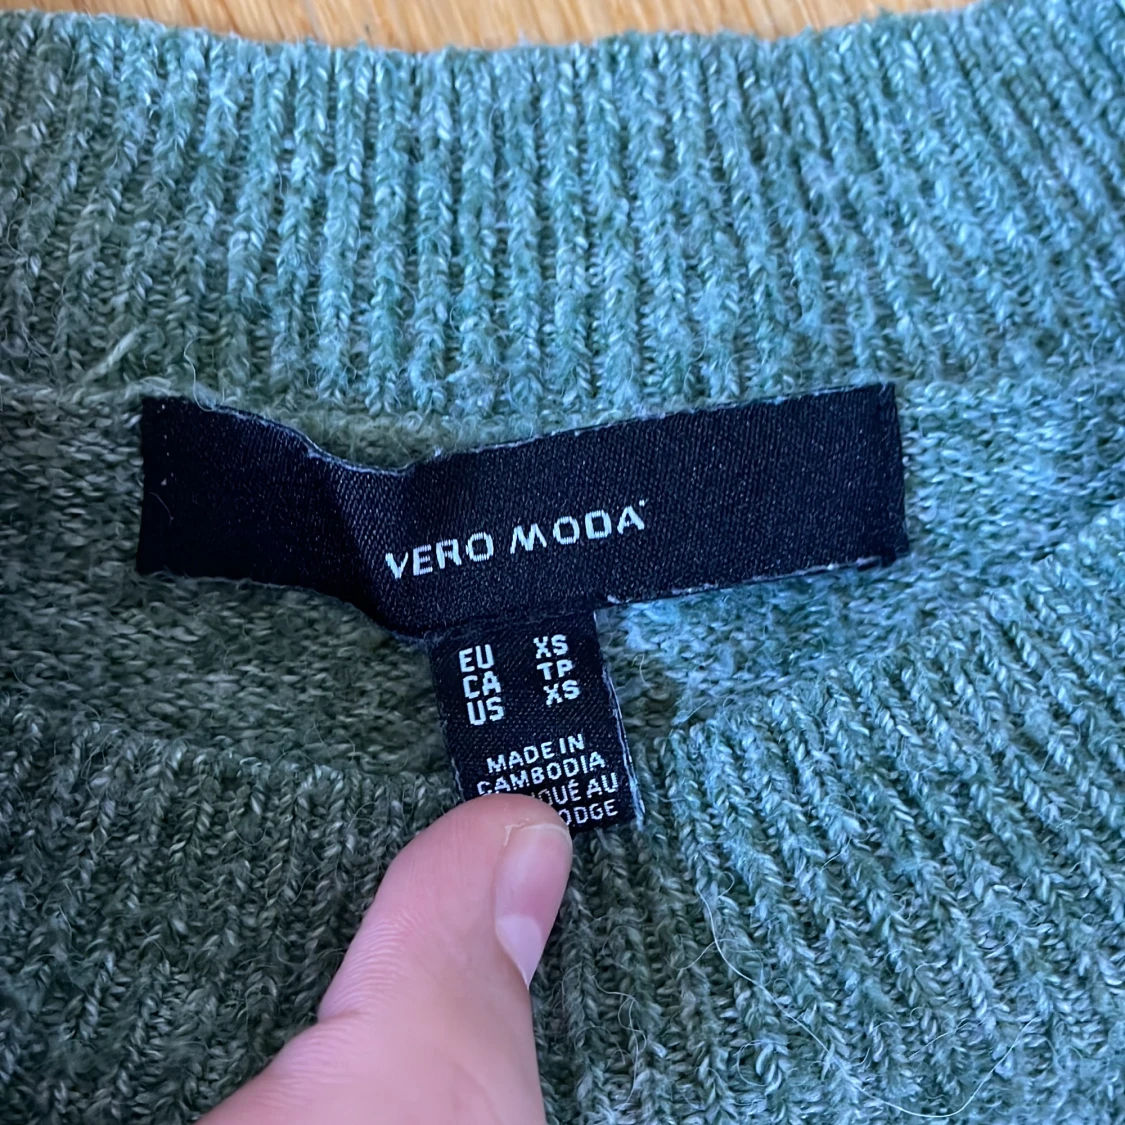 VERO MODA
EU XS
CA TP
US XS
MADE IN
CAMBODIA
AU